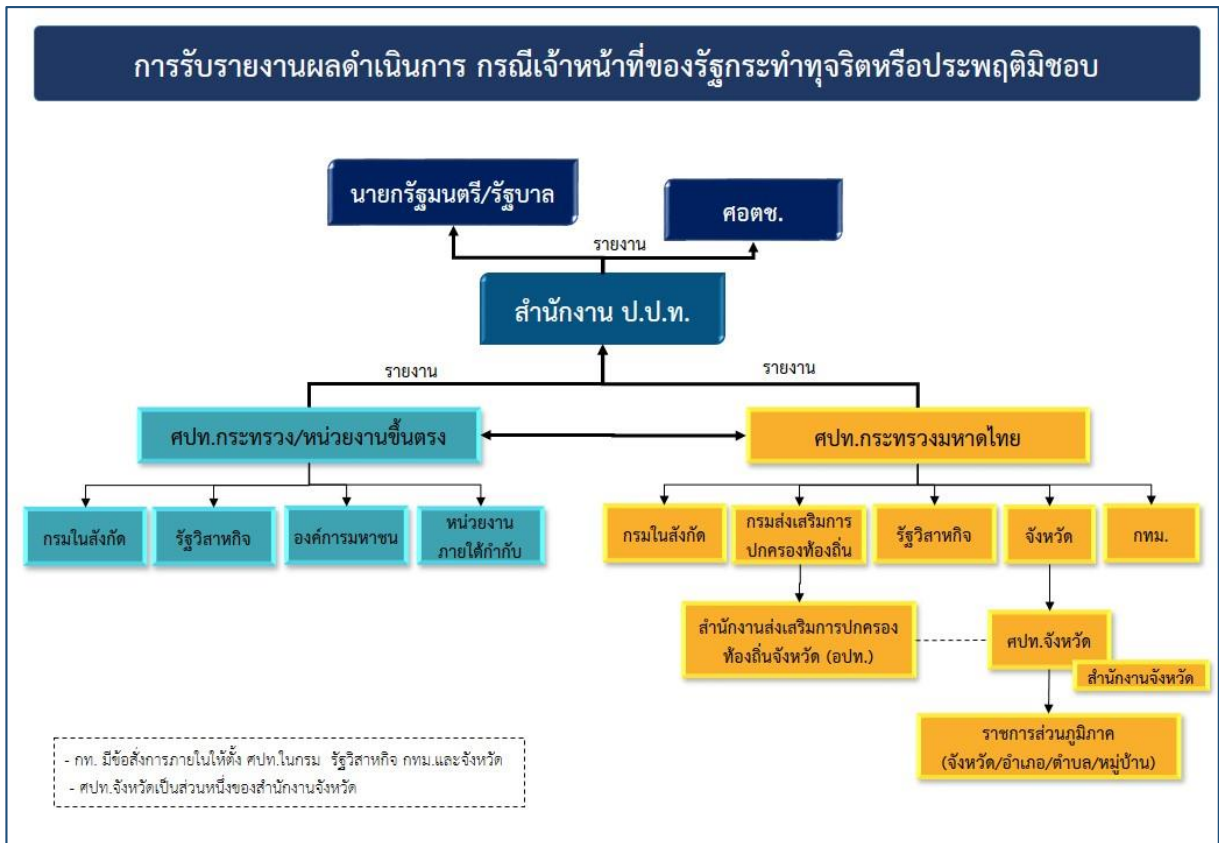 การรับรายงานผลดำเนินการ กรณีเจ้าหน้าที่ของรัฐกระทำทุจริตหรือประพฤติมิชอบ
นายกรัฐมนตรี/รัฐบาล
ศอตช.
รายงาน
สำนักงาน ป.ป.ท.
รายงาน
รายงาน
ศปท.กระทรวง/หน่วยงานขึ้นตรง
ศปท.กระทรวงมหาดไทย
กรมในสังกัด
รัฐวิสาหกิจ
องค์การมหาชน
หน่วยงาน
ภายใต้กำกับ
กรมในสังกัด
กรมส่งเสริมการ
ปกครองท้องถิ่น
รัฐวิสาหกิจ
จังหวัด
กทม.
สำนักงานส่งเสริมการปกครอง
ท้องถิ่นจังหวัด (อปท.)
ศปท.จังหวัด
สำนักงานจังหวัด
ราชการส่วนภูมิภาค
(จังหวัด/อำเภอ/ตำบล/หมู่บ้าน)
- กท. มีข้อสั่งการภายในให้ตั้ง ศปท.ในกรม รัฐวิสาหกิจ กทม.และจังหวัด
- ศปท.จังหวัดเป็นส่วนหนึ่งของสำนักงานจังหวัด